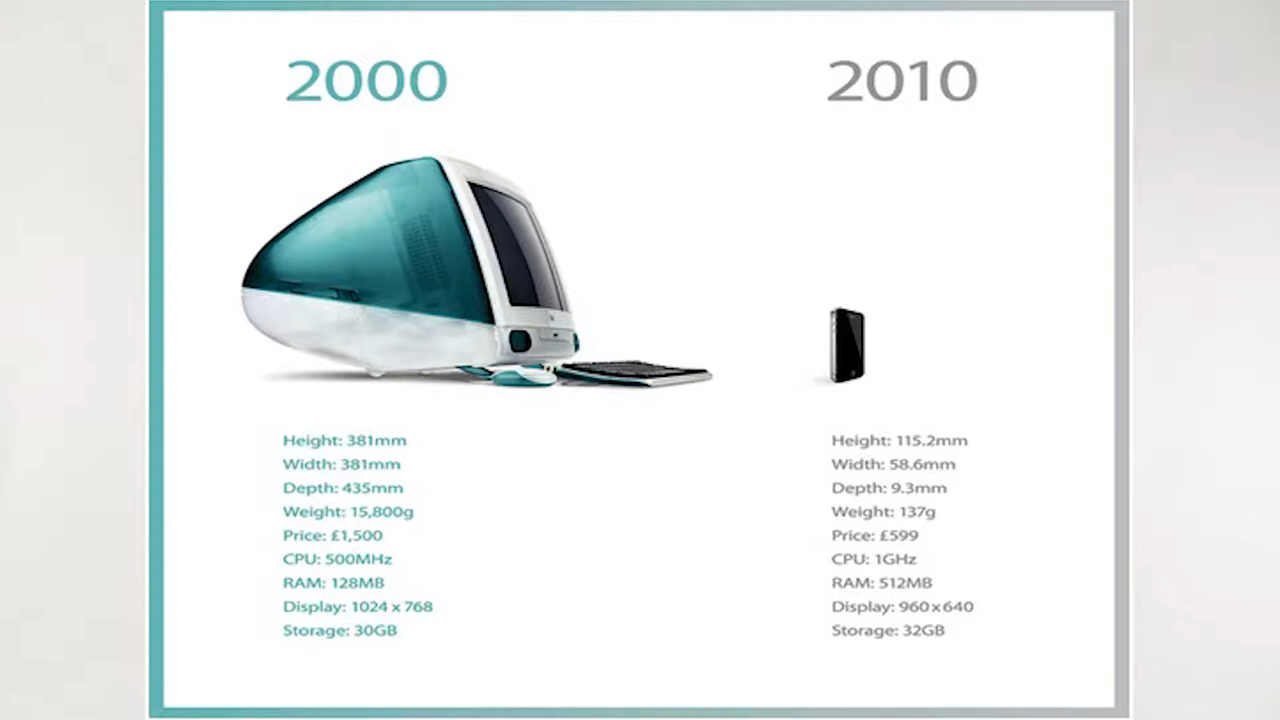 2000
Height: 381mm
Width: 381mm
Depth: 435mm
Weight: 15,800g
Price: £1,500
CPU: 500MHz
RAM: 128MB
Display: 1024 x 768
Storage: 30GB
2010
Height: 115.2mm
Width: 58.6mm
Depth: 9.3mm
Weight: 137g
Price: £599
CPU: 1GHz
RAM: 512MB
Display: 960 x 640
Storage: 32GB